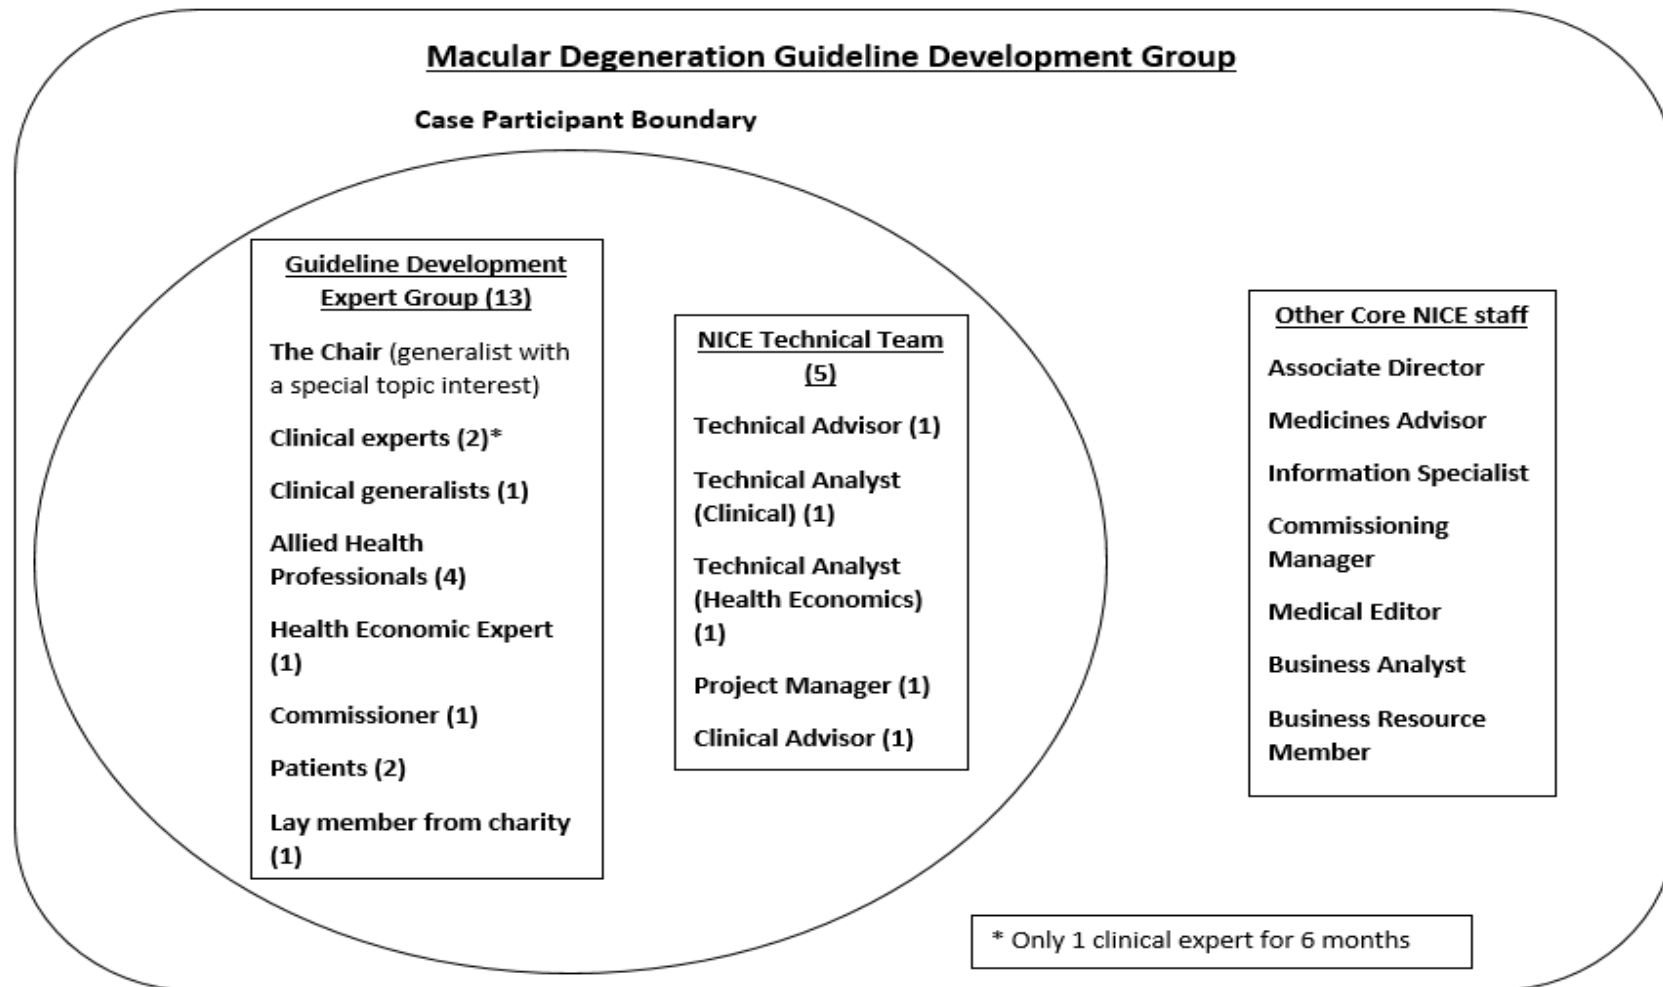 Macular Degeneration Guideline Development Group
Case Participant Boundary
Guideline Development
Expert Group (13)
The Chair (generalist with
a special topic interest)
Clinical experts (2)*
Clinical generalists (1)
Allied Health
Professionals (4)
Health Economic Expert
(1)
Commissioner (1)
Patients (2)
Lay member from charity
(1)
NICE Technical Team
(5)
Technical Advisor (1)
Technical Analyst
(Clinical) (1)
Technical Analyst
(Health Economics)
(1)
Project Manager (1)
Clinical Advisor (1)
Other Core NICE staff
Associate Director
Medicines Advisor
Information Specialist
Commissioning
Manager
Medical Editor
Business Analyst
Business Resource
Member
* Only 1 clinical expert for 6 months